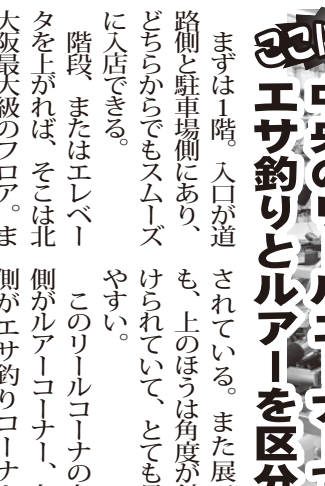 ここ
エサ釣りとルアーを区分
まずは1階。入口が道
路側と駐車場側にあり、
どちらからでもスムーズ
に入店できる。
階段、またはエレベー
タを上がれば、そこは北
大阪最大級のフロア。ま
されている。また展
も、上のほうは角度が
けられていて、とても
やすい。
このリールコーナの
側がルアーコーナー、
側がエサ釣りコーナ